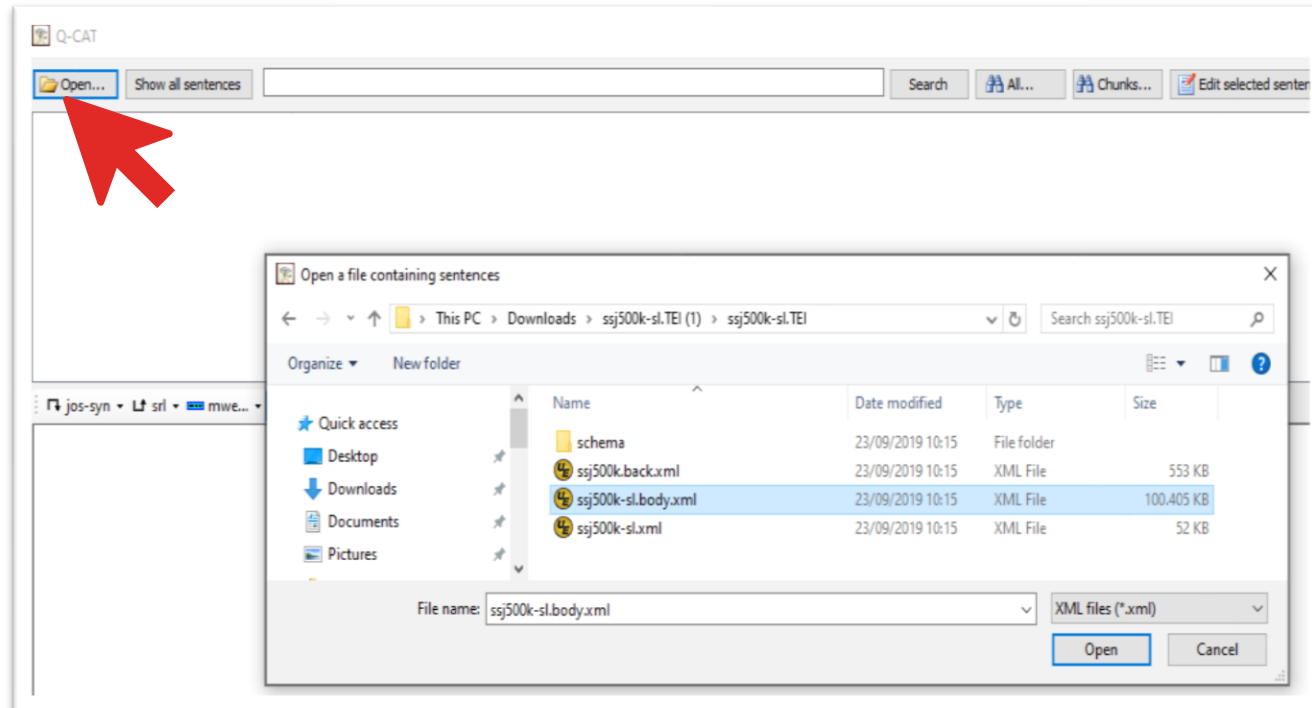 Q-CAT
Open... Show all sentences Search All... Chunks... Edit selected senten
Open a file containing sentences
This PC > Downloads > ssj500k-sl.TEI (1) > ssj500k-sl.TEI Search ssj500k-sl.TEI
Organize New folder
jos-syn srl mwe...
Name Date modified Type Size
Quick access
schema 23/09/2019 10:15 File folder
Desktop
ssj500k.back.xml 23/09/2019 10:15 XML File 553 KB
Downloads
ssj500k-sl.body.xml 23/09/2019 10:15 XML File 100.405 KB
Documents
ssj500k-sl.xml 23/09/2019 10:15 XML File 52 KB
Pictures
File name: ssj500k-sl.body.xml XML files (*.xml)
Open Cancel